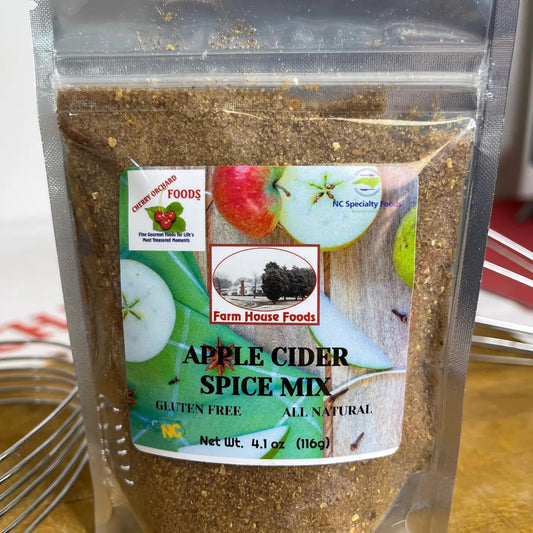 CHERRY ORCHARD
FOODS
Fine Gourmet Foods for Life's
Most Treasured Moments
NC Specialty Foods
Farm House Foods
APPLE CIDER
SPICE MIX
GLUTEN FREE ALL NATURAL
NC
Net Wt. 4.1 oz (116g)